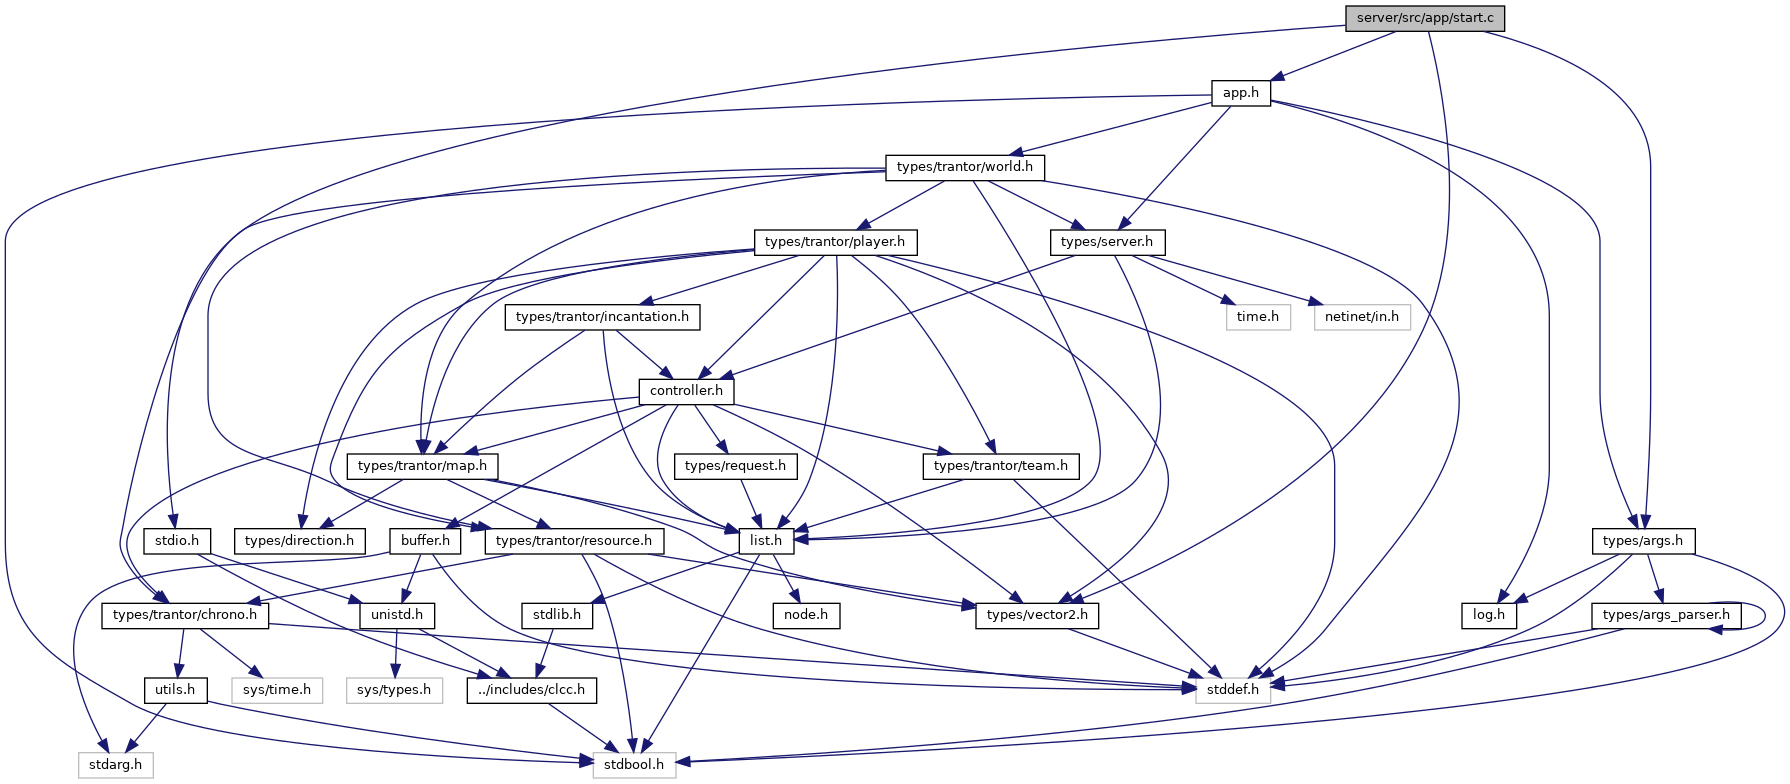 server/src/app/start.c
app.h
types/trantor/world.h
types/trantor/player.h
types/server.h
types/trantor/incantation.h
time.h
netinet/in.h
controller.h
types/trantor/map.h
types/request.h
types/trantor/team.h
stdio.h
types/direction.h
buffer.h
types/trantor/resource.h
list.h
types/args.h
types/trantor/chrono.h
unistd.h
stdlib.h
node.h
types/vector2.h
log.h
types/args_parser.h
utils.h
sys/time.h
sys/types.h
../includes/clcc.h
stddef.h
stdarg.h
stdbool.h